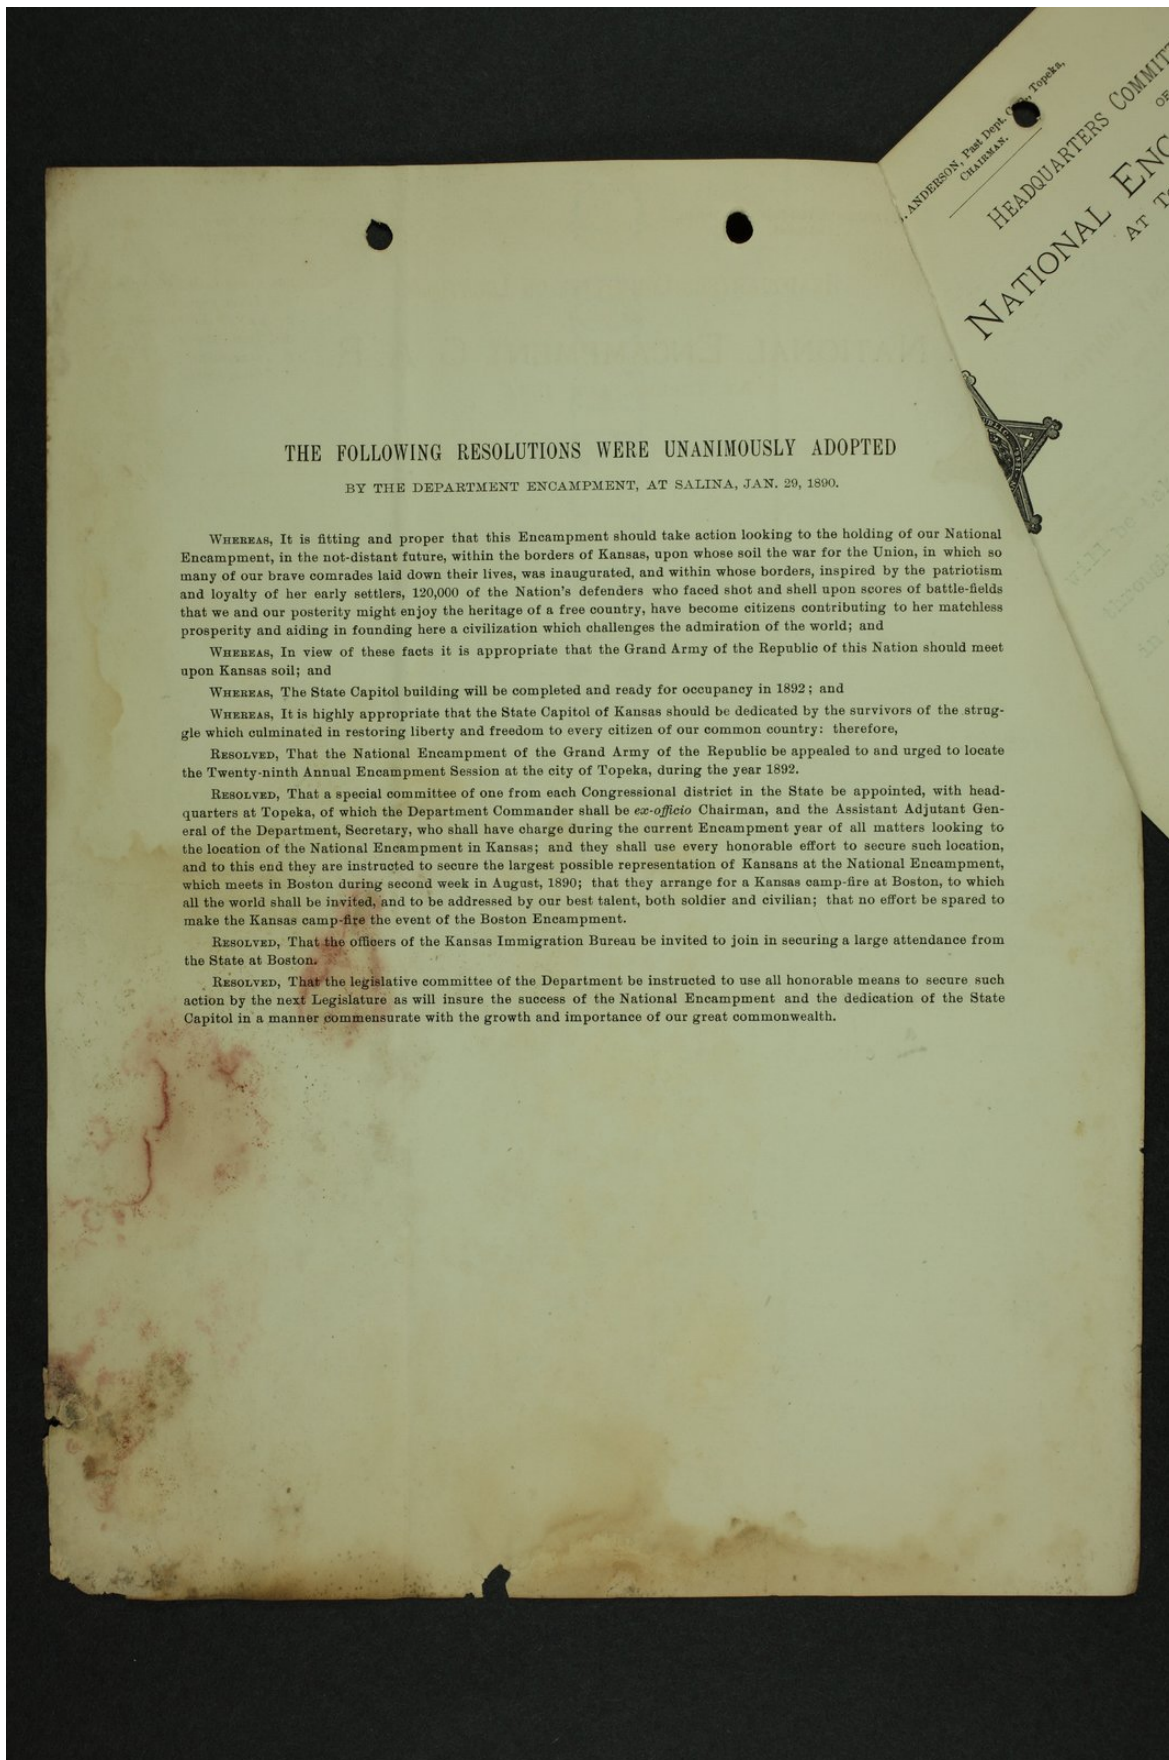 THE FOLLOWING RESOLUTIONS WERE UNANIMOUSLY ADOPTED
BY THE DEPARTMENT ENCAMPMENT, AT SALINA, JAN. 29, 1890.
WHEREAS, It is fitting and proper that this Encampment should take action looking to the holding of our National
Encampment, in the not-distant future, within the borders of Kansas, upon whose soil the war for the Union, in which so
many of our brave comrades laid down their lives, was inaugurated, and within whose borders, inspired by the patriotism
and loyalty of her early settlers, 120,000 of the Nation's defenders who faced shot and shell upon scores of battle-fields
that we and our posterity might enjoy the heritage of a free country, have become citizens contributing to her matchless
prosperity and aiding in founding here a civilization which challenges the admiration of the world; and
WHEREAS, In view of these facts it is appropriate that the Grand Army of the Republic of this Nation should meet
upon Kansas soil; and
WHEREAS, The State Capitol building will be completed and ready for occupancy in 1892; and
WHEREAS, It is highly appropriate that the State Capitol of Kansas should be dedicated by the survivors of the strug-
gle which culminated in restoring liberty and freedom to every citizen of our common country: therefore,
RESOLVED, That the National Encampment of the Grand Army of the Republic be appealed to and urged to locate
the Twenty-ninth Annual Encampment Session at the city of Topeka, during the year 1892.
RESOLVED, That a special committee of one from each Congressional district in the State be appointed, with head-
quarters at Topeka, of which the Department Commander shall be ex-officio Chairman, and the Assistant Adjutant Gen-
eral of the Department, Secretary, who shall have charge during the current Encampment year of all matters looking to
the location of the National Encampment in Kansas; and they shall use every honorable effort to secure such location,
and to this end they are instructed to secure the largest possible representation of Kansans at the National Encampment,
which meets in Boston during second week in August, 1890; that they arrange for a Kansas camp-fire at Boston, to which
all the world shall be invited, and to be addressed by our best talent, both soldier and civilian; that no effort be spared to
make the Kansas camp-fire the event of the Boston Encampment.
RESOLVED, That the officers of the Kansas Immigration Bureau be invited to join in securing a large attendance from
the State at Boston.
RESOLVED, That the legislative committee of the Department be instructed to use all honorable means to secure such
action by the next Legislature as will insure the success of the National Encampment and the dedication of the State
Capitol in a manner commensurate with the growth and importance of our great commonwealth.
ANDERSON, Past Dept. Topeka,
CHAIRMAN.
HEADQUARTERS COMMIT
OF
NATIONAL ENC
AT TO
will be
through
in